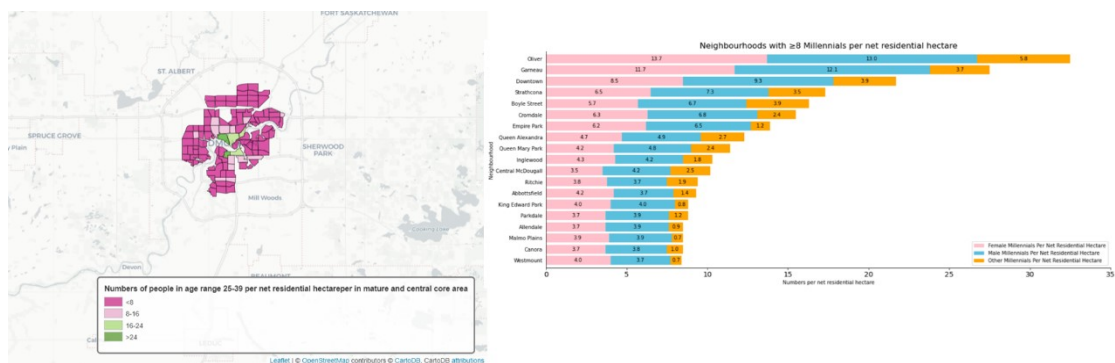 FORT SASKATCHEWAN
ST. ALBERT
SPRUCE GROVE
SHERWOOD
PARK
Mill Woods
Cooking Lake
Devon
BEAUMONT
LEDUC
Numbers of people in age range 25-39 per net residential hectareper in mature and central core area
<8
8-16
16-24
>24
Leaflet | © OpenStreetMap contributors © CartoDB, CartoDB attributions
Neighbourhoods with ≥8 Millennials per net residential hectare
Neighbourhood
Oliver 13.7 13.0 5.8
Garneau 11.7 12.1 3.7
Downtown 8.5 9.3 3.9
Strathcona 6.5 7.3 3.5
Boyle Street 5.7 6.7 3.9
Cromdale 6.3 6.8 2.4
Empire Park 6.2 6.5 1.2
Queen Alexandra 4.7 4.9 2.7
Queen Mary Park 4.2 4.8 2.4
Inglewood 4.3 4.2 1.8
Central McDougall 3.5 4.2 2.5
Ritchie 3.8 3.7 1.9
Abbottsfield 4.2 3.7 1.4
King Edward Park 4.0 4.0 0.8
Parkdale 3.7 3.9 1.2
Allendale 3.7 3.9 0.9
Malmo Plains 3.9 3.9 0.7
Canora 3.7 3.8 1.0
Westmount 4.0 3.7 0.7
Female Millennials Per Net Residential Hectare
Male Millennials Per Net Residential Hectare
Other Millennials Per Net Residential Hectare
0 5 10 15 20 25 30 35
Numbers per net residential hectare